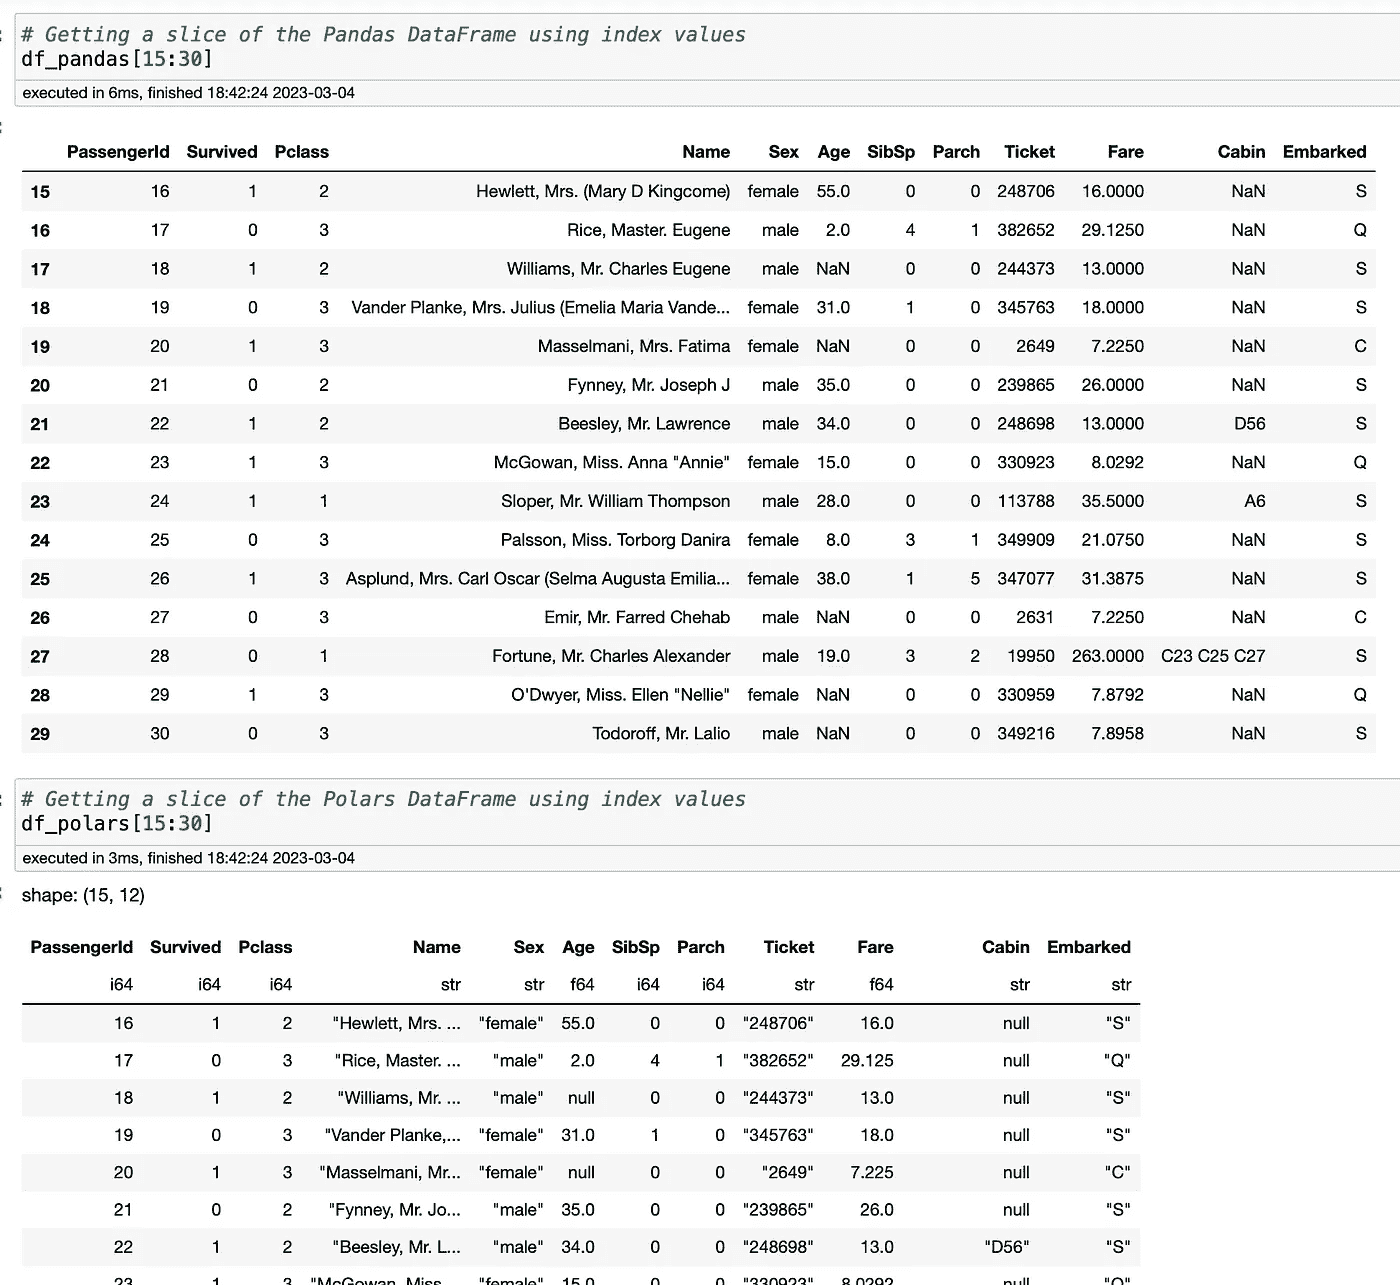 # Getting a slice of the Pandas DataFrame using index values
df_pandas[15:30]
executed in 6ms, finished 18:42:24 2023-03-04
PassengerId Survived Pclass Name Sex Age SibSp Parch Ticket Fare Cabin Embarked
15 16 1 2 Hewlett, Mrs. (Mary D Kingcome) female 55.0 0 0 248706 16.0000 NaN S
16 17 0 3 Rice, Master. Eugene male 2.0 4 1 382652 29.1250 NaN Q
17 18 1 2 Williams, Mr. Charles Eugene male NaN 0 0 244373 13.0000 NaN S
18 19 0 3 Vander Planke, Mrs. Julius (Emelia Maria Vande... female 31.0 1 0 345763 18.0000 NaN S
19 20 1 3 Masselmani, Mrs. Fatima female NaN 0 0 2649 7.2250 NaN C
20 21 0 2 Fynney, Mr. Joseph J male 35.0 0 0 239865 26.0000 NaN S
21 22 1 2 Beesley, Mr. Lawrence male 34.0 0 0 248698 13.0000 D56 S
22 23 1 3 McGowan, Miss. Anna "Annie" female 15.0 0 0 330923 8.0292 NaN Q
23 24 1 1 Sloper, Mr. William Thompson male 28.0 0 0 113788 35.5000 A6 S
24 25 0 3 Palsson, Miss. Torborg Danira female 8.0 3 1 349909 21.0750 NaN S
25 26 1 3 Asplund, Mrs. Carl Oscar (Selma Augusta Emilia... female 38.0 1 5 347077 31.3875 NaN S
26 27 0 3 Emir, Mr. Farred Chehab male NaN 0 0 2631 7.2250 NaN C
27 28 0 1 Fortune, Mr. Charles Alexander male 19.0 3 2 19950 263.0000 C23 C25 C27 S
28 29 1 3 O'Dwyer, Miss. Ellen "Nellie" female NaN 0 0 330959 7.8792 NaN Q
29 30 0 3 Todoroff, Mr. Lalio male NaN 0 0 349216 7.8958 NaN S
# Getting a slice of the Polars DataFrame using index values
df_polars[15:30]
executed in 3ms, finished 18:42:24 2023-03-04
shape: (15, 12)
PassengerId Survived Pclass Name Sex Age SibSp Parch Ticket Fare Cabin Embarked
i64 i64 i64 str str f64 i64 i64 str f64 str str
16 1 2 "Hewlett, Mrs. ... "female" 55.0 0 0 "248706" 16.0 null "S"
17 0 3 "Rice, Master. ... "male" 2.0 4 1 "382652" 29.125 null "Q"
18 1 2 "Williams, Mr. ... "male" null 0 0 "244373" 13.0 null "S"
19 0 3 "Vander Planke,... "female" 31.0 1 0 "345763" 18.0 null "S"
20 1 3 "Masselmani, Mr... "female" null 0 0 "2649" 7.225 null "C"
21 0 2 "Fynney, Mr. Jo... "male" 35.0 0 0 "239865" 26.0 null "S"
22 1 2 "Beesley, Mr. L... "male" 34.0 0 0 "248698" 13.0 "D56" "S"
23 1 3 "McGowan, Miss. ... "female" 15.0 0 0 "330923" 8.0292 null "Q"